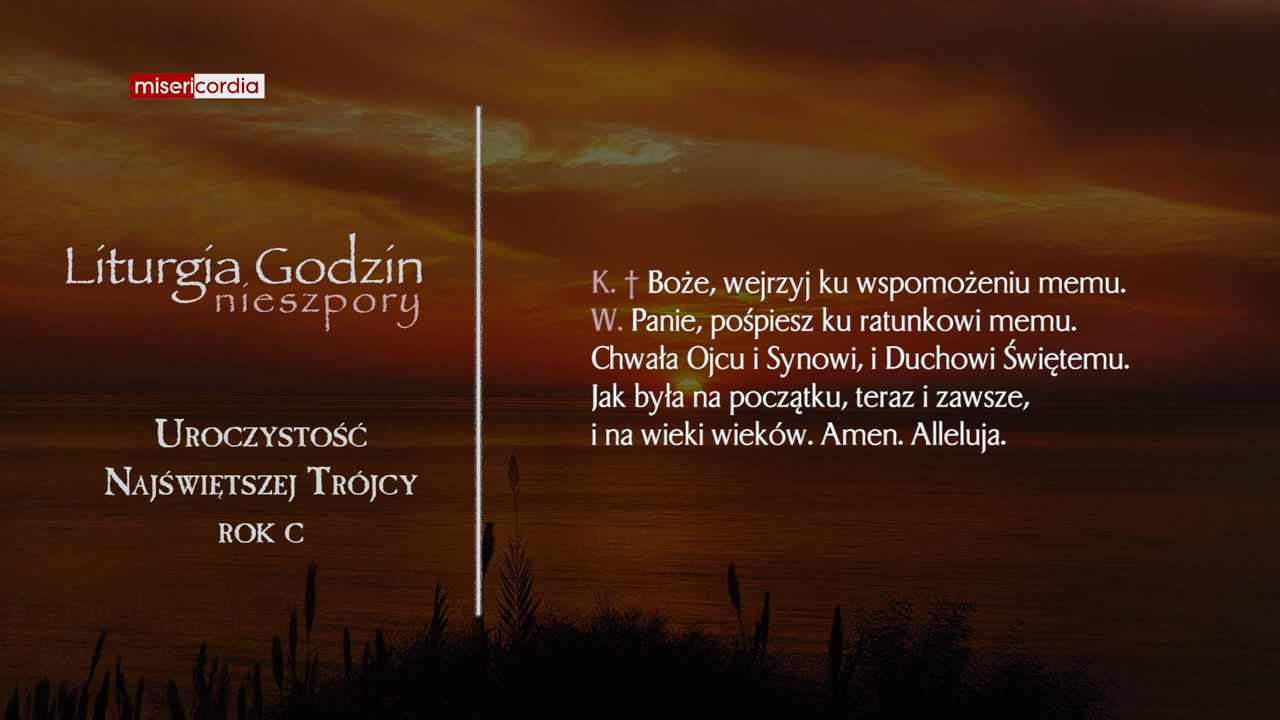 misericordia
Liturgia Godzin
nieszpory
Uroczystość
Najświętszej Trójcy
rok c
K. † Boże, wejrzyj ku wspomożeniu memu.
W. Panie, pośpiesz ku ratunkowi memu.
Chwała Ojcu i Synowi, i Duchowi Świętemu.
Jak była na początku, teraz i zawsze,
i na wieki wieków. Amen. Alleluja.